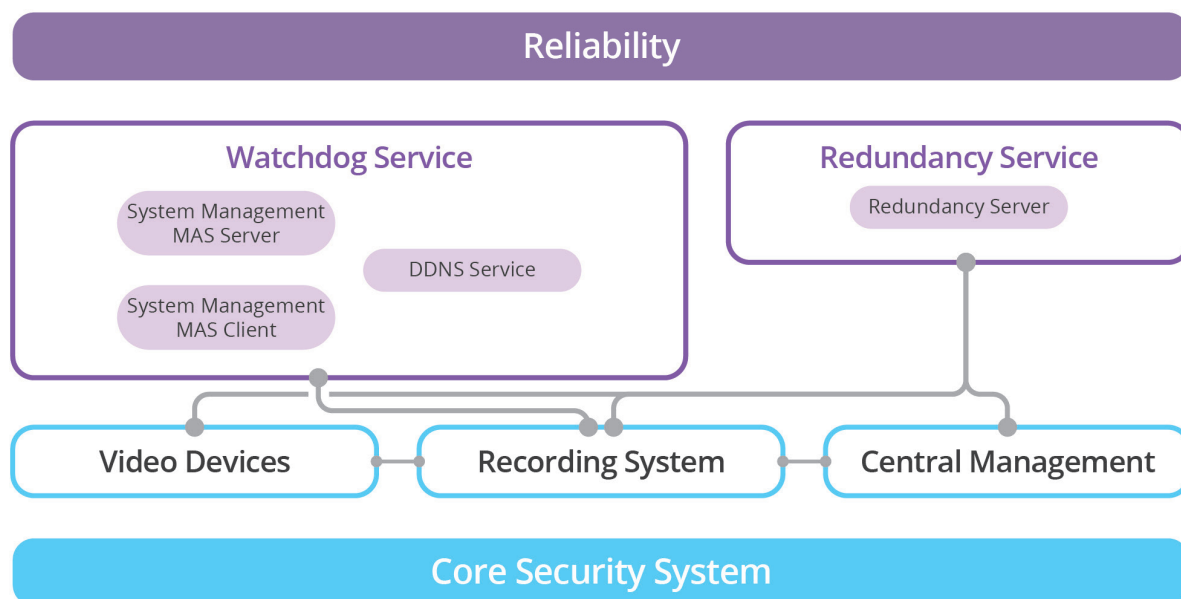 Reliability
Watchdog Service
System Management
MAS Server
DDNS Service
System Management
MAS Client
Redundancy Service
Redundancy Server
Video Devices
Recording System
Central Management
Core Security System